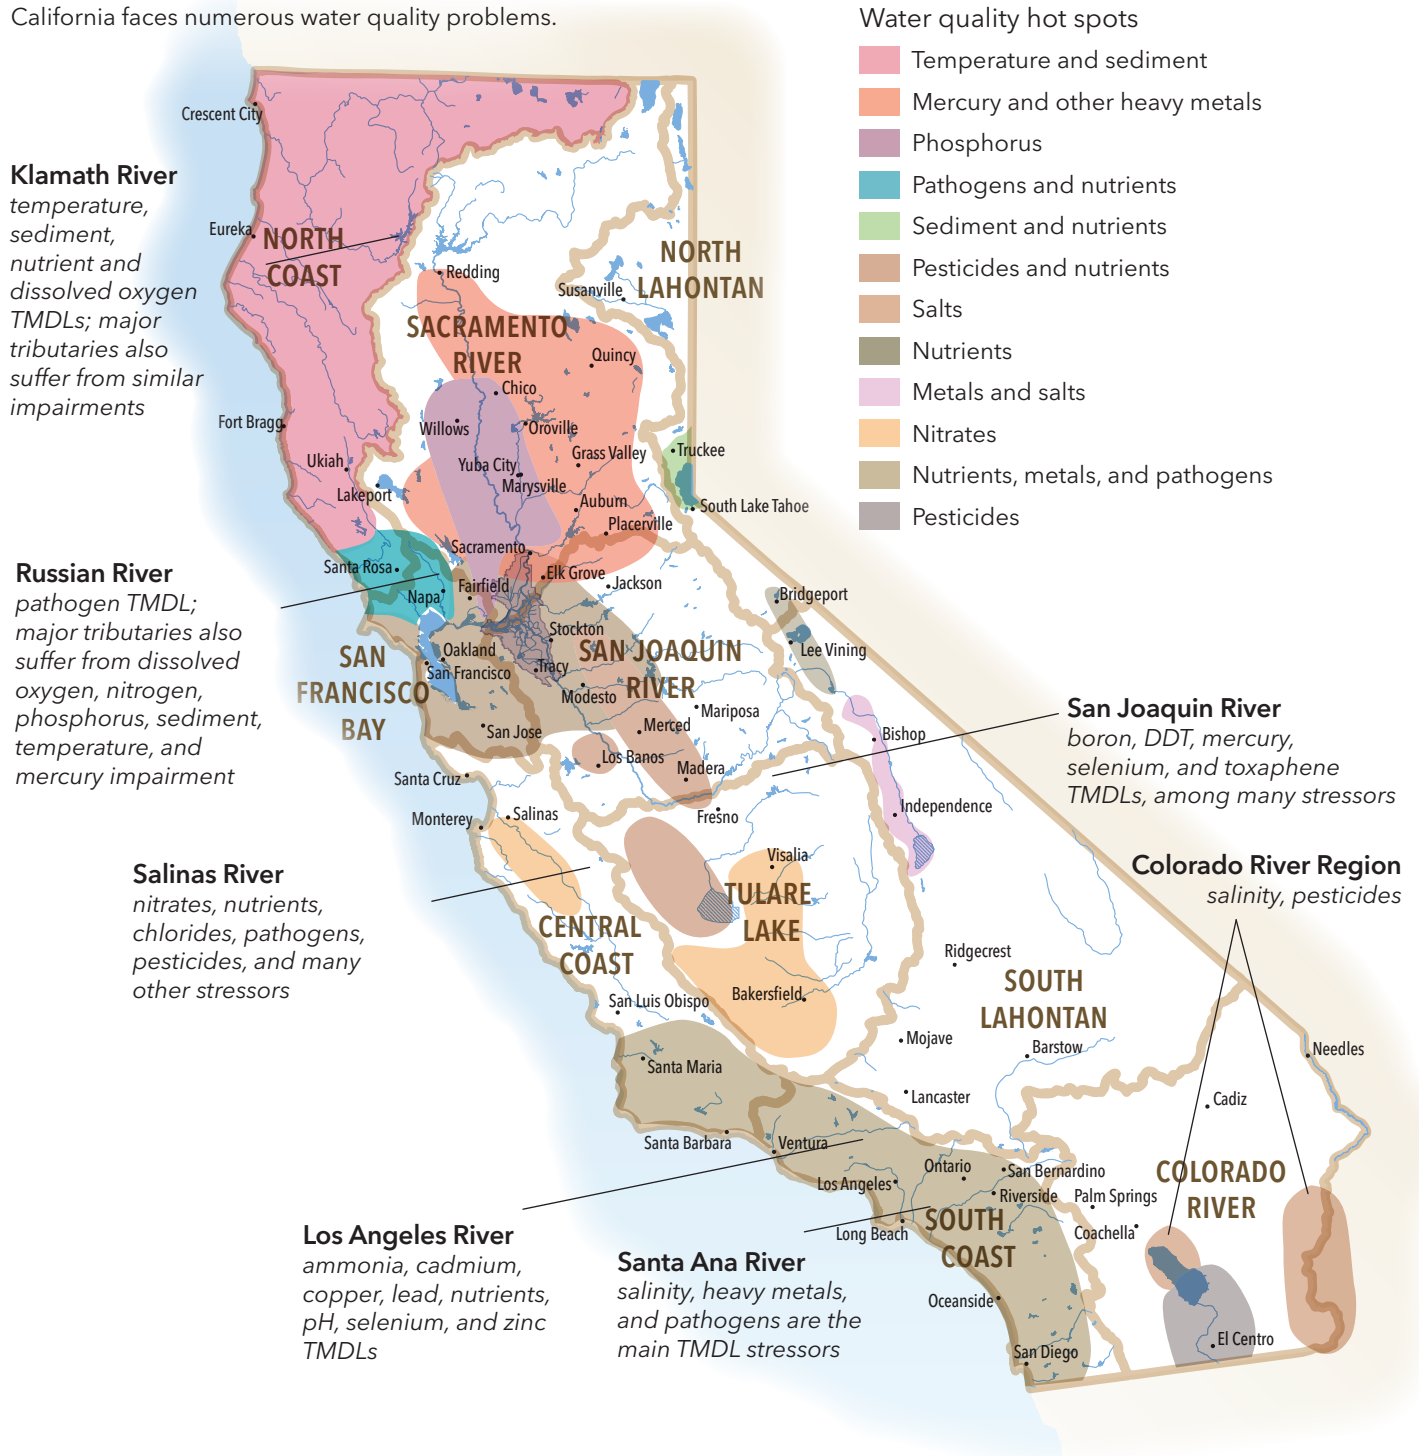 California faces numerous water quality problems.
Water quality hot spots
Temperature and sediment
Mercury and other heavy metals
Phosphorus
Pathogens and nutrients
Sediment and nutrients
Pesticides and nutrients
Salts
Nutrients
Metals and salts
Nitrates
Nutrients, metals, and pathogens
Pesticides
Crescent City
Klamath River
temperature,
sediment,
nutrient and
dissolved oxygen
TMDLs; major
tributaries also
suffer from similar
impairments
Eureka
NORTH
COAST
Fort Bragg
Ukiah
Lakeport
Redding
Susanville
NORTH
LAHONTAN
SACRAMENTO
RIVER
Quincy
Chico
Willows
Oroville
Grass Valley
Yuba City
Marysville
Auburn
Placerville
Truckee
South Lake Tahoe
Sacramento
Elk Grove
Jackson
Santa Rosa
Napa
Fairfield
Russian River
pathogen TMDL;
major tributaries also
suffer from dissolved
oxygen, nitrogen,
phosphorus, sediment,
temperature, and
mercury impairment
Bridgeport
Lee Vining
Stockton
SAN JOAQUIN
RIVER
Oakland
San Francisco
Tracy
SAN
FRANCISCO
BAY
Modesto
Mariposa
San Jose
Merced
Los Banos
Madera
Santa Cruz
Bishop
San Joaquin River
boron, DDT, mercury,
selenium, and toxaphene
TMDLs, among many stressors
Independence
Monterey
Salinas
Fresno
Visalia
Salinas River
nitrates, nutrients,
chlorides, pathogens,
pesticides, and many
other stressors
Colorado River Region
salinity, pesticides
TULARE
LAKE
CENTRAL
COAST
Ridgecrest
San Luis Obispo
Bakersfield
SOUTH
LAHONTAN
Mojave
Barstow
Needles
Santa Maria
Lancaster
Cadiz
Santa Barbara
Ventura
Ontario
San Bernardino
Los Angeles
Riverside
Palm Springs
COLORADO
RIVER
Long Beach
SOUTH
COAST
Coachella
Los Angeles River
ammonia, cadmium,
copper, lead, nutrients,
pH, selenium, and zinc
TMDLs
Santa Ana River
salinity, heavy metals,
and pathogens are the
main TMDL stressors
Oceanside
San Diego
El Centro